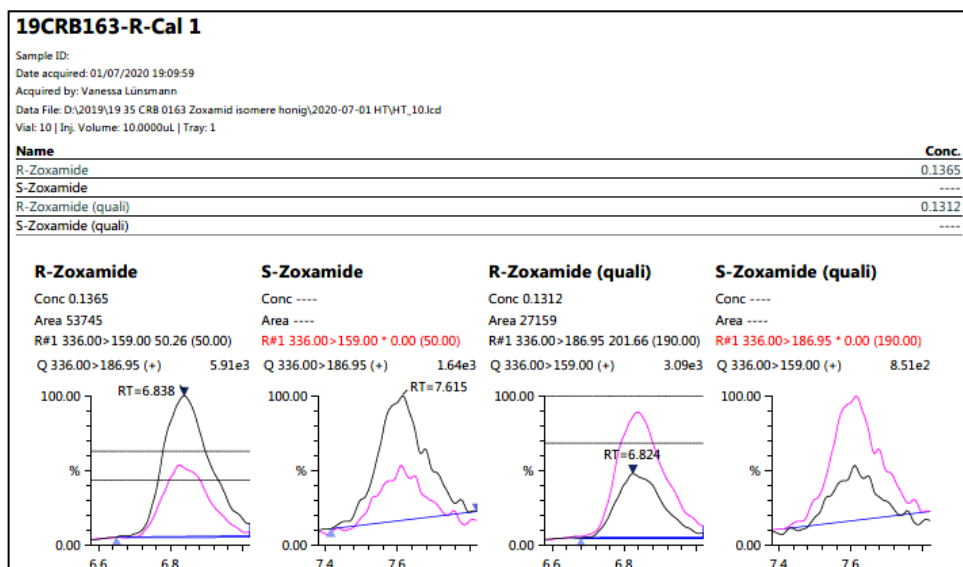 19CRB163-R-Cal 1
Sample ID:
Date acquired: 01/07/2020 19:09:59
Acquired by: Vanessa Lünsmann
Data File: D:\2019\19 35 CRB 0163 Zoxamid isomere honig\2020-07-01 HT\HT_10.lcd
Vial: 10 | Inj. Volume: 10.0000uL | Tray: 1
Name Conc.
R-Zoxamide 0.1365
S-Zoxamide ----
R-Zoxamide (quali) 0.1312
S-Zoxamide (quali) ----
R-Zoxamide
Conc 0.1365
Area 53745
R#1 336.00>159.00 50.26 (50.00)
Q 336.00>186.95 (+) 5.91e3
RT=6.838
100.00
%
0.00
6.6 6.8
S-Zoxamide
Conc ----
Area ----
R#1 336.00>159.00 * 0.00 (50.00)
Q 336.00>186.95 (+) 1.64e3
RT=7.615
100.00
%
0.00
7.4 7.6
R-Zoxamide (quali)
Conc 0.1312
Area 27159
R#1 336.00>186.95 201.66 (190.00)
Q 336.00>159.00 (+) 3.09e3
100.00
RT=6.824
%
0.00
6.6 6.8
S-Zoxamide (quali)
Conc ----
Area ----
R#1 336.00>186.95 * 0.00 (190.00)
Q 336.00>159.00 (+) 8.51e2
100.00
%
0.00
7.4 7.6